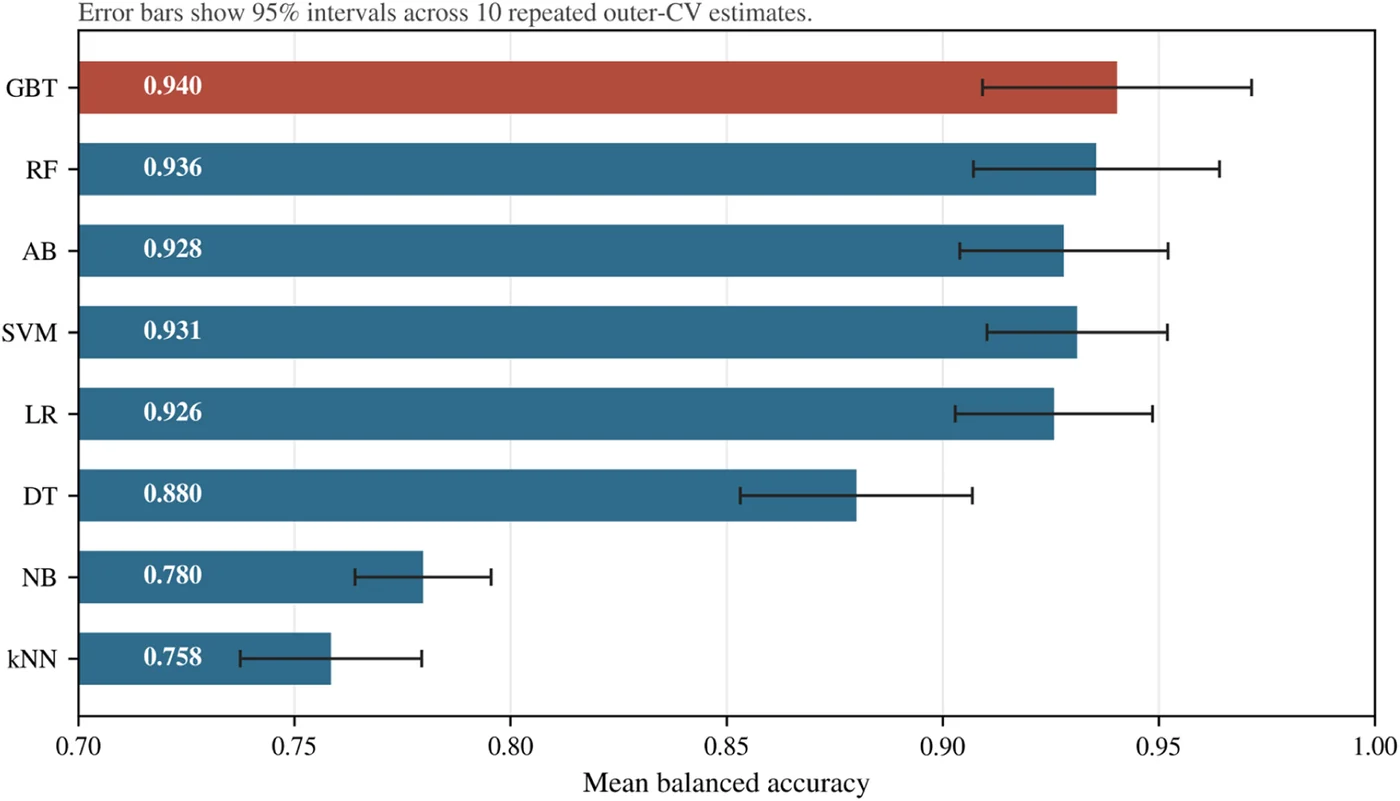 Error bars show 95% intervals across 10 repeated outer-CV estimates.
GBT 0.940
RF 0.936
AB 0.928
SVM 0.931
LR 0.926
DT 0.880
NB 0.780
kNN 0.758
0.70 0.75 0.80 0.85 0.90 0.95 1.00
Mean balanced accuracy